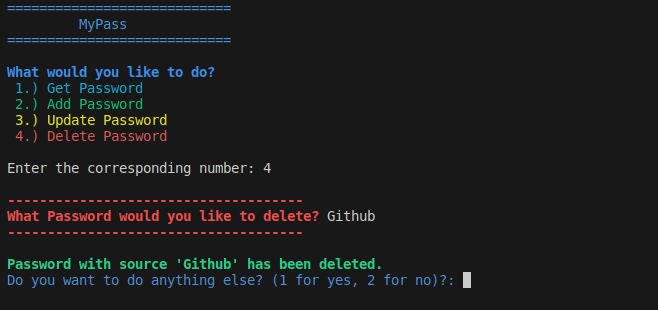 ============================
MyPass
============================
What would you like to do?
1.) Get Password
2.) Add Password
3.) Update Password
4.) Delete Password
Enter the corresponding number: 4
-------------------------------------
What Password would you like to delete? Github
-------------------------------------
Password with source 'Github' has been deleted.
Do you want to do anything else? (1 for yes, 2 for no)?: